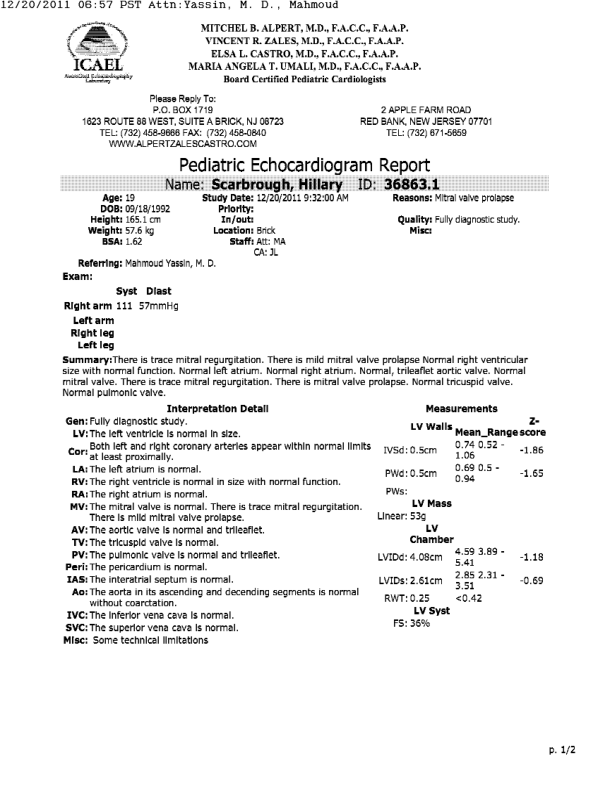 12/20/2011 06:57 PST Attn:Yassin, M. D., Mahmoud
MITCHEL B. ALPERT, M.D., F.A.C.C., F.A.A.P.
VINCENT R. ZALES, M.D., F.A.C.C., F.A.A.P.
ELSA L. CASTRO, M.D., F.A.C.C., F.A.A.P.
MARIA ANGELA T. UMALI, M.D., F.A.C.C., F.A.A.P.
Board Certified Pediatric Cardiologists
ICAEL
Accredited Echocardiography
Laboratory
Please Reply To:
P.O. BOX 1719
1623 ROUTE 88 WEST, SUITE A BRICK, NJ 08723
TEL: (732) 458-9666 FAX: (732) 458-0840
WWW.ALPERTZALESCASTRO.COM
2 APPLE FARM ROAD
RED BANK, NEW JERSEY 07701
TEL: (732) 671-5659
Pediatric Echocardiogram Report
Name: Scarbrough, Hillary ID: 36863.1
Age: 19
DOB: 09/18/1992
Height: 165.1 cm
Weight: 57.6 kg
BSA: 1.62
Study Date: 12/20/2011 9:32:00 AM
Priority:
In/out:
Location: Brick
Staff: Att: MA
CA: JL
Reasons: Mitral valve prolapse
Quality: Fully diagnostic study.
Misc:
Referring: Mahmoud Yassin, M. D.
Exam:
Syst Diast
Right arm 111 57mmHg
Left arm
Right leg
Left leg
Summary:There is trace mitral regurgitation. There is mild mitral valve prolapse Normal right ventricular
size with normal function. Normal left atrium. Normal right atrium. Normal, trileaflet aortic valve. Normal
mitral valve. There is trace mitral regurgitation. There is mitral valve prolapse. Normal tricuspid valve.
Normal pulmonic valve.
Interpretation Detail
Gen: Fully diagnostic study.
LV: The left ventricle is normal in size.
Cor: Both left and right coronary arteries appear within normal limits
at least proximally.
LA: The left atrium is normal.
RV: The right ventricle is normal in size with normal function.
RA: The right atrium is normal.
MV: The mitral valve is normal. There is trace mitral regurgitation.
There is mild mitral valve prolapse.
AV: The aortic valve is normal and trileaflet.
TV: The tricuspid valve is normal.
PV: The pulmonic valve is normal and trileaflet.
Peri: The pericardium is normal.
IAS: The interatrial septum is normal.
Ao: The aorta in its ascending and decending segments is normal
without coarctation.
IVC: The inferior vena cava is normal.
SVC: The superior vena cava is normal.
Misc: Some technical limitations
Measurements
LV Walls Mean_Range Z-
score
IVSd: 0.5cm 0.74 0.52 -
1.06 -1.86
PWd: 0.5cm 0.69 0.5 -
0.94 -1.65
PWs:
LV Mass
Linear: 53g
LV
Chamber
LVIDd: 4.08cm 4.59 3.89 -
5.41 -1.18
LVIDs: 2.61cm 2.85 2.31 -
3.51 -0.69
RWT: 0.25 <0.42
LV Syst
FS: 36%
p. 1/2